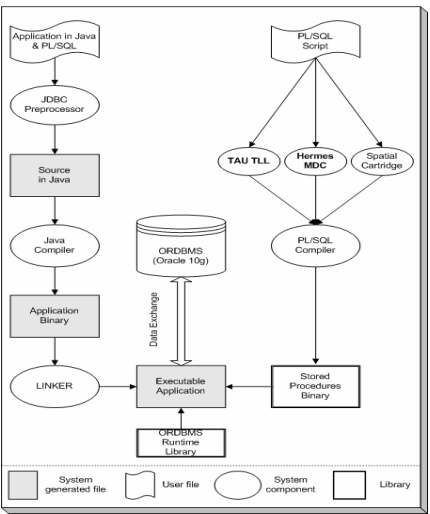 Application in Java
& PL/SQL
PL/SQL
Script
JDBC
Preprocessor
TAU TLL
Hermes
MDC
Spatial
Cartridge
Source
in Java
Java
Compiler
ORDBMS
(Oracle 10g)
PL/SQL
Compiler
Data Exchange
Application
Binary
LINKER
Executable
Application
Stored
Procedures
Binary
ORDBMS
Runtime
Library
System
generated file
User file
System
component
Library